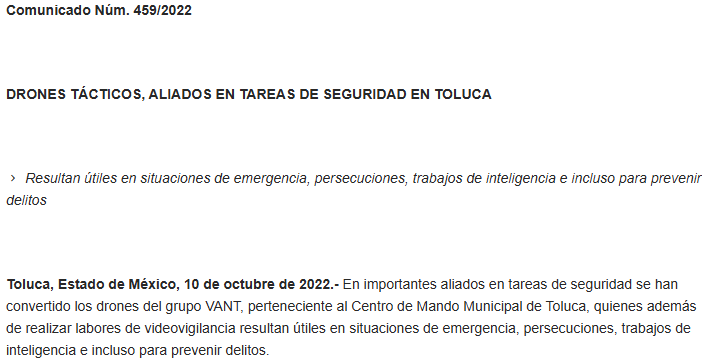 Comunicado Núm. 459/2022
DRONES TÁCTICOS, ALIADOS EN TAREAS DE SEGURIDAD EN TOLUCA
› Resultan útiles en situaciones de emergencia, persecuciones, trabajos de inteligencia e incluso para prevenir
delitos
Toluca, Estado de México, 10 de octubre de 2022.- En importantes aliados en tareas de seguridad se han
convertido los drones del grupo VANT, perteneciente al Centro de Mando Municipal de Toluca, quienes además
de realizar labores de videovigilancia resultan útiles en situaciones de emergencia, persecuciones, trabajos de
inteligencia e incluso para prevenir delitos.